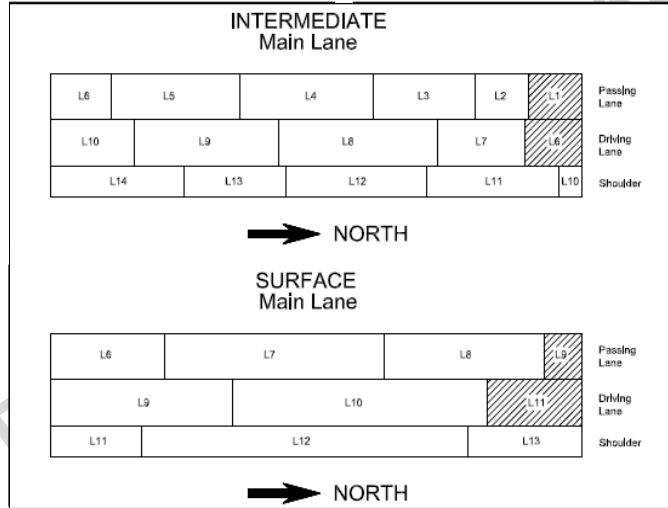 INTERMEDIATE
Main Lane
L6 L5 L4 L3 L2 L1 Passing Lane
L10 L9 L8 L7 L6 Driving Lane
L14 L13 L12 L11 L10 Shoulder
NORTH
SURFACE
Main Lane
L6 L7 L8 L9 Passing Lane
L9 L10 L11 Driving Lane
L11 L12 L13 Shoulder
NORTH